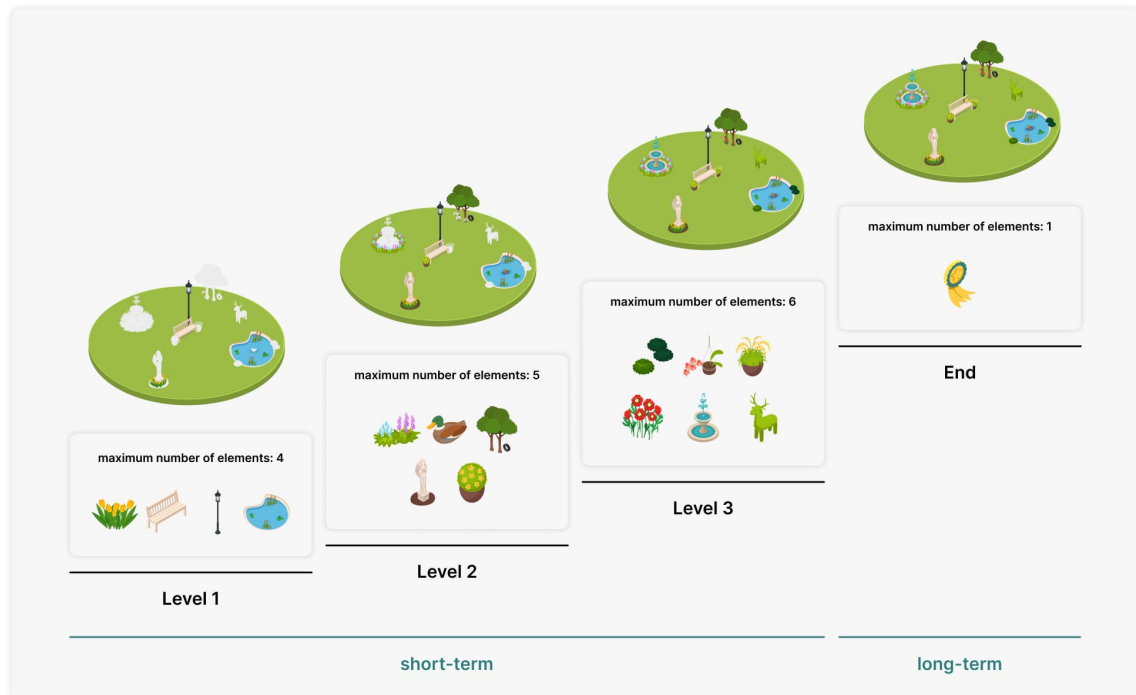 maximum number of elements: 4
Level 1
maximum number of elements: 5
Level 2
maximum number of elements: 6
Level 3
maximum number of elements: 1
End
short-term
long-term